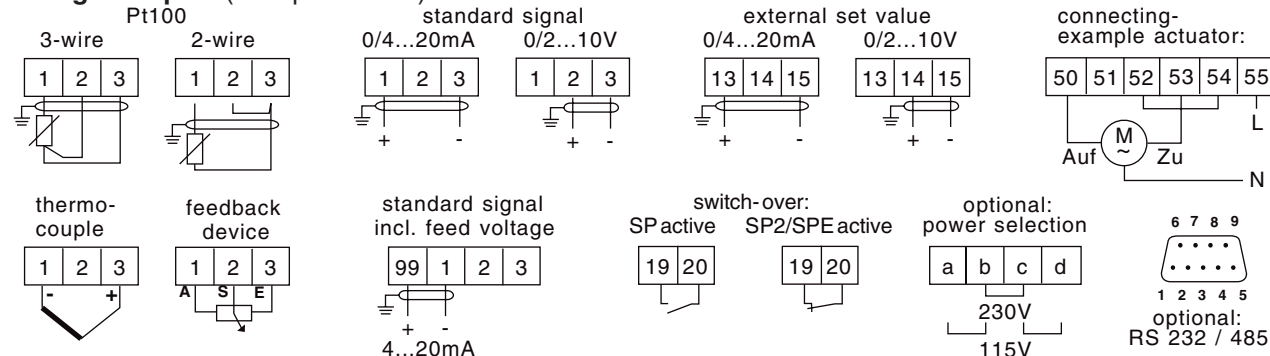 Pt100
standard signal
external set value
connecting-
example actuator:
3-wire
2-wire
0/4...20mA
0/2...10V
0/4...20mA
0/2...10V
1 2 3
1 2 3
1 2 3
1 2 3
13 14 15
13 14 15
50 51 52 53 54 55
+ -
+ -
+ -
+ -
L
M
~
Auf
Zu
N
thermo-
couple
feedback
device
standard signal
incl. feed voltage
switch-over:
SP active
SP2/SPE active
optional:
power selection
6 7 8 9
1 2 3
1 2 3
99 1 2 3
19 20
19 20
a b c d
- +
A S E
+ -
4...20mA
230V
115V
1 2 3 4 5
optional:
RS 232 / 485